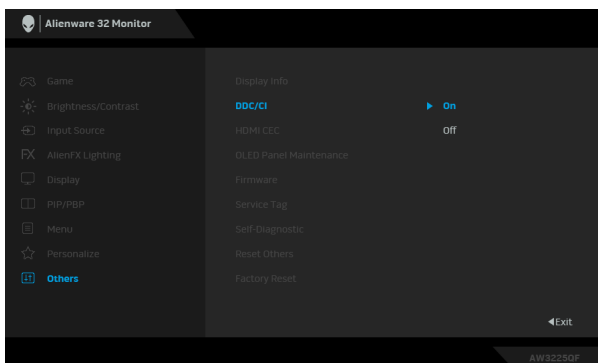 Alienware 32 Monitor
Game
Display Info
Brightness/Contrast
DDC/CI
On
Input Source
HDMI CEC
Off
AlienFX Lighting
OLED Panel Maintenance
Display
Firmware
PIP/PBP
Service Tag
Menu
Self-Diagnostic
Personalize
Reset Others
Others
Factory Reset
Exit
AW3225QF